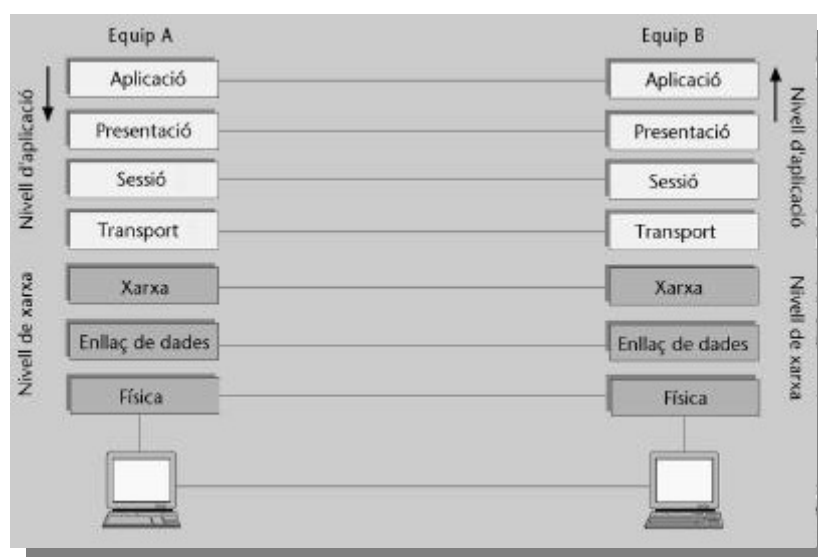 Equip A
Equip B
Aplicació
Aplicació
Presentació
Presentació
Sessió
Sessió
Transport
Transport
Xarxa
Xarxa
Enllaç de dades
Enllaç de dades
Física
Física
Nivell d'aplicació
Nivell de xarxa
Nivell d'aplicació
Nivell de xarxa